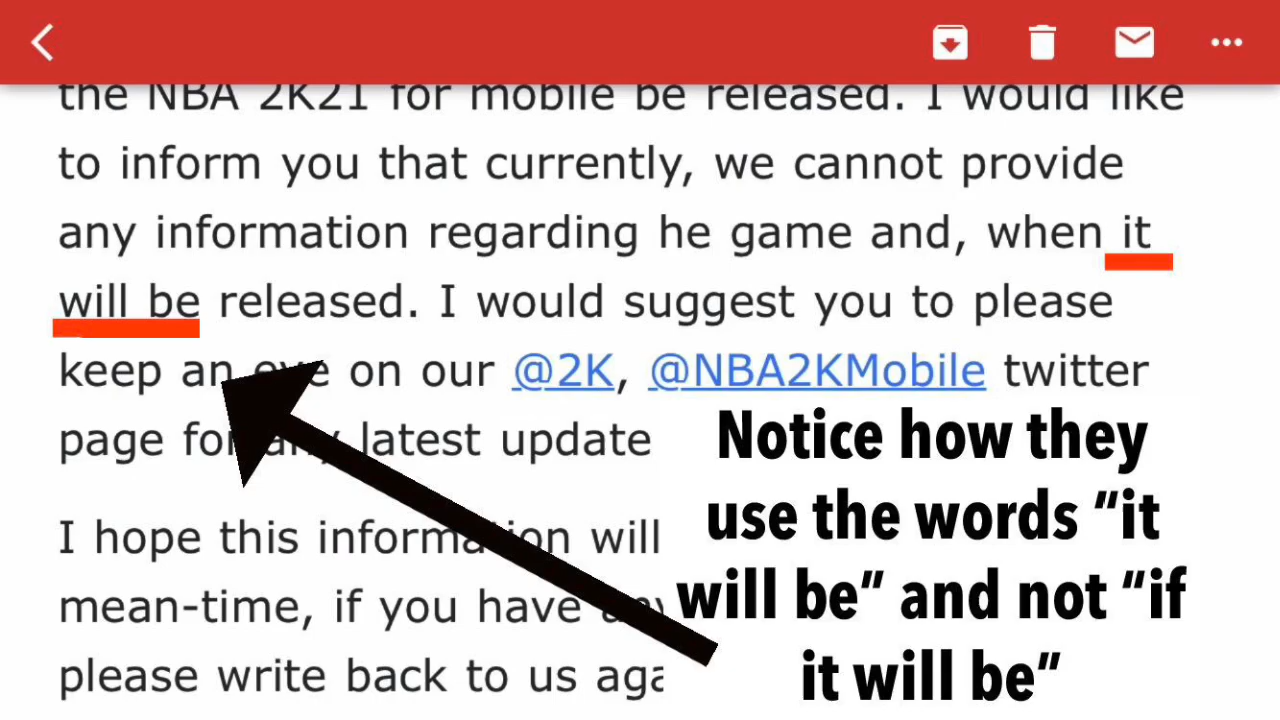 the NBA 2K21 for mobile be released. I would like
to inform you that currently, we cannot provide
any information regarding he game and, when it
will be released. I would suggest you to please
keep an eye on our @2K, @NBA2KMobile twitter
page for any latest update
I hope this information will
mean-time, if you have any
please write back to us aga
Notice how they
use the words “it
will be” and not “if
it will be”